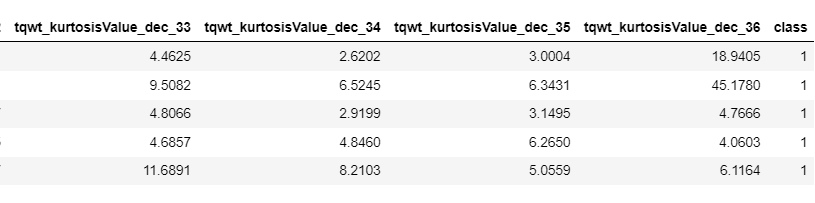 tqwt_kurtosisValue_dec_33 tqwt_kurtosisValue_dec_34 tqwt_kurtosisValue_dec_35 tqwt_kurtosisValue_dec_36 class
4.4625 2.6202 3.0004 18.9405 1
9.5082 6.5245 6.3431 45.1780 1
4.8066 2.9199 3.1495 4.7666 1
4.6857 4.8460 6.2650 4.0603 1
11.6891 8.2103 5.0559 6.1164 1